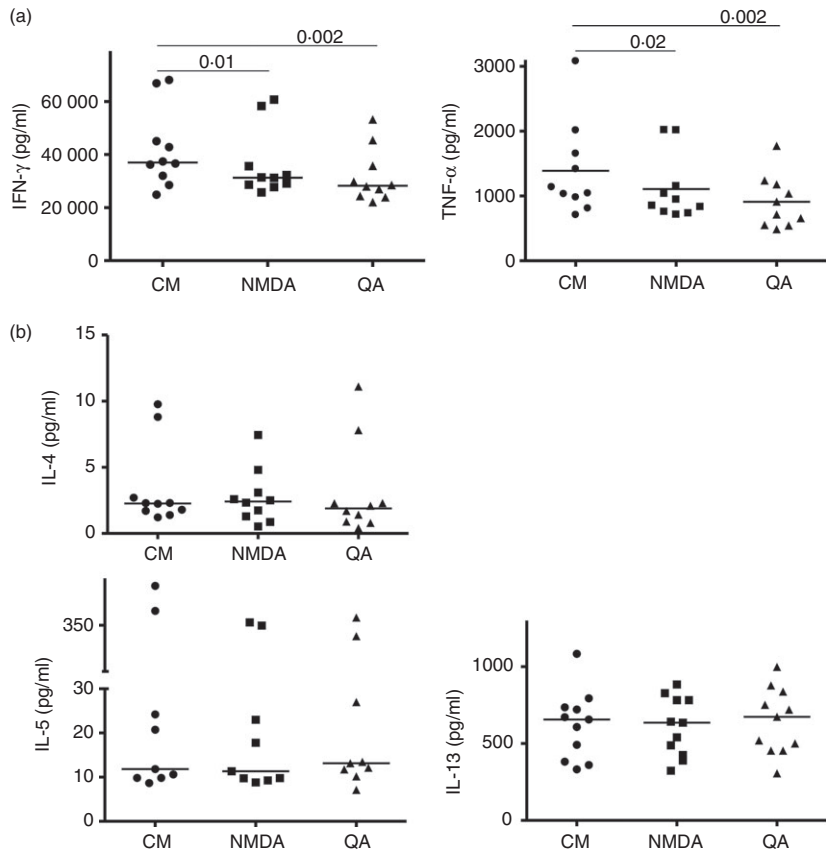 (a)
0·002
0·01
60 000
40 000
20 000
0
IFN-γ (pg/ml)
CM NMDA QA
0·002
0·02
3000
2000
1000
0
TNF-α (pg/ml)
CM NMDA QA
(b)
15
10
5
0
IL-4 (pg/ml)
CM NMDA QA
350
30
20
10
0
IL-5 (pg/ml)
CM NMDA QA
1000
500
0
IL-13 (pg/ml)
CM NMDA QA